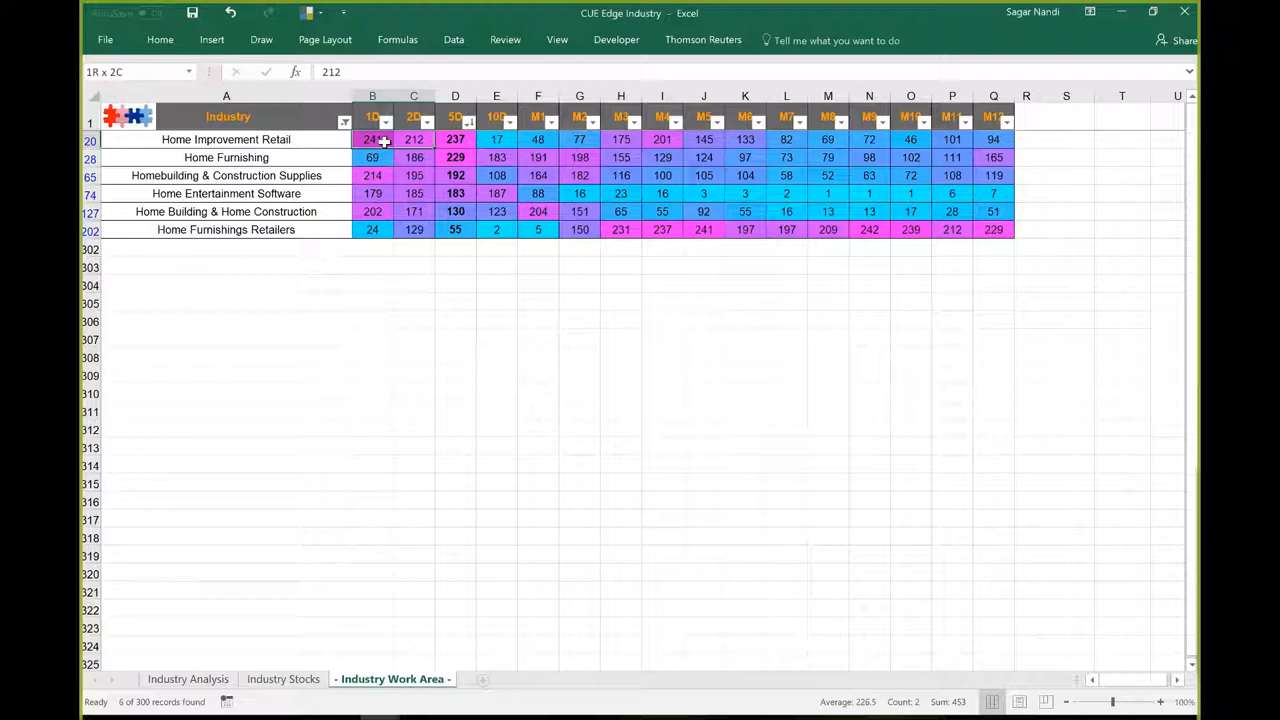 AutoSave Off
CUE Edge Industry - Excel
Sagar Nandi
File Home Insert Draw Page Layout Formulas Data Review View Developer Thomson Reuters Tell me what you want to do Share
1R x 2C fx 212
A B C D E F G H I J K L M N O P Q R S T U
1 Industry 1D 2D 5D 10D M1 M2 M3 M4 M5 M6 M7 M8 M9 M10 M11 M12
20 Home Improvement Retail 241 212 237 17 48 77 175 201 145 133 82 69 72 46 101 94
28 Home Furnishing 69 186 229 183 191 198 155 129 124 97 73 79 98 102 111 165
65 Homebuilding & Construction Supplies 214 195 192 108 164 182 116 100 105 104 58 52 63 72 108 119
74 Home Entertainment Software 179 185 183 187 88 16 23 16 3 3 2 1 1 1 6 7
127 Home Building & Home Construction 202 171 130 123 204 151 65 55 92 55 16 13 13 17 28 51
202 Home Furnishings Retailers 24 129 55 2 5 150 231 237 241 197 197 209 242 239 212 229
302
303
304
305
306
307
308
309
310
311
312
313
314
315
316
317
318
319
320
321
322
323
324
325
Industry Analysis Industry Stocks - Industry Work Area -
Ready 6 of 300 records found Average: 226.5 Count: 2 Sum: 453 100%